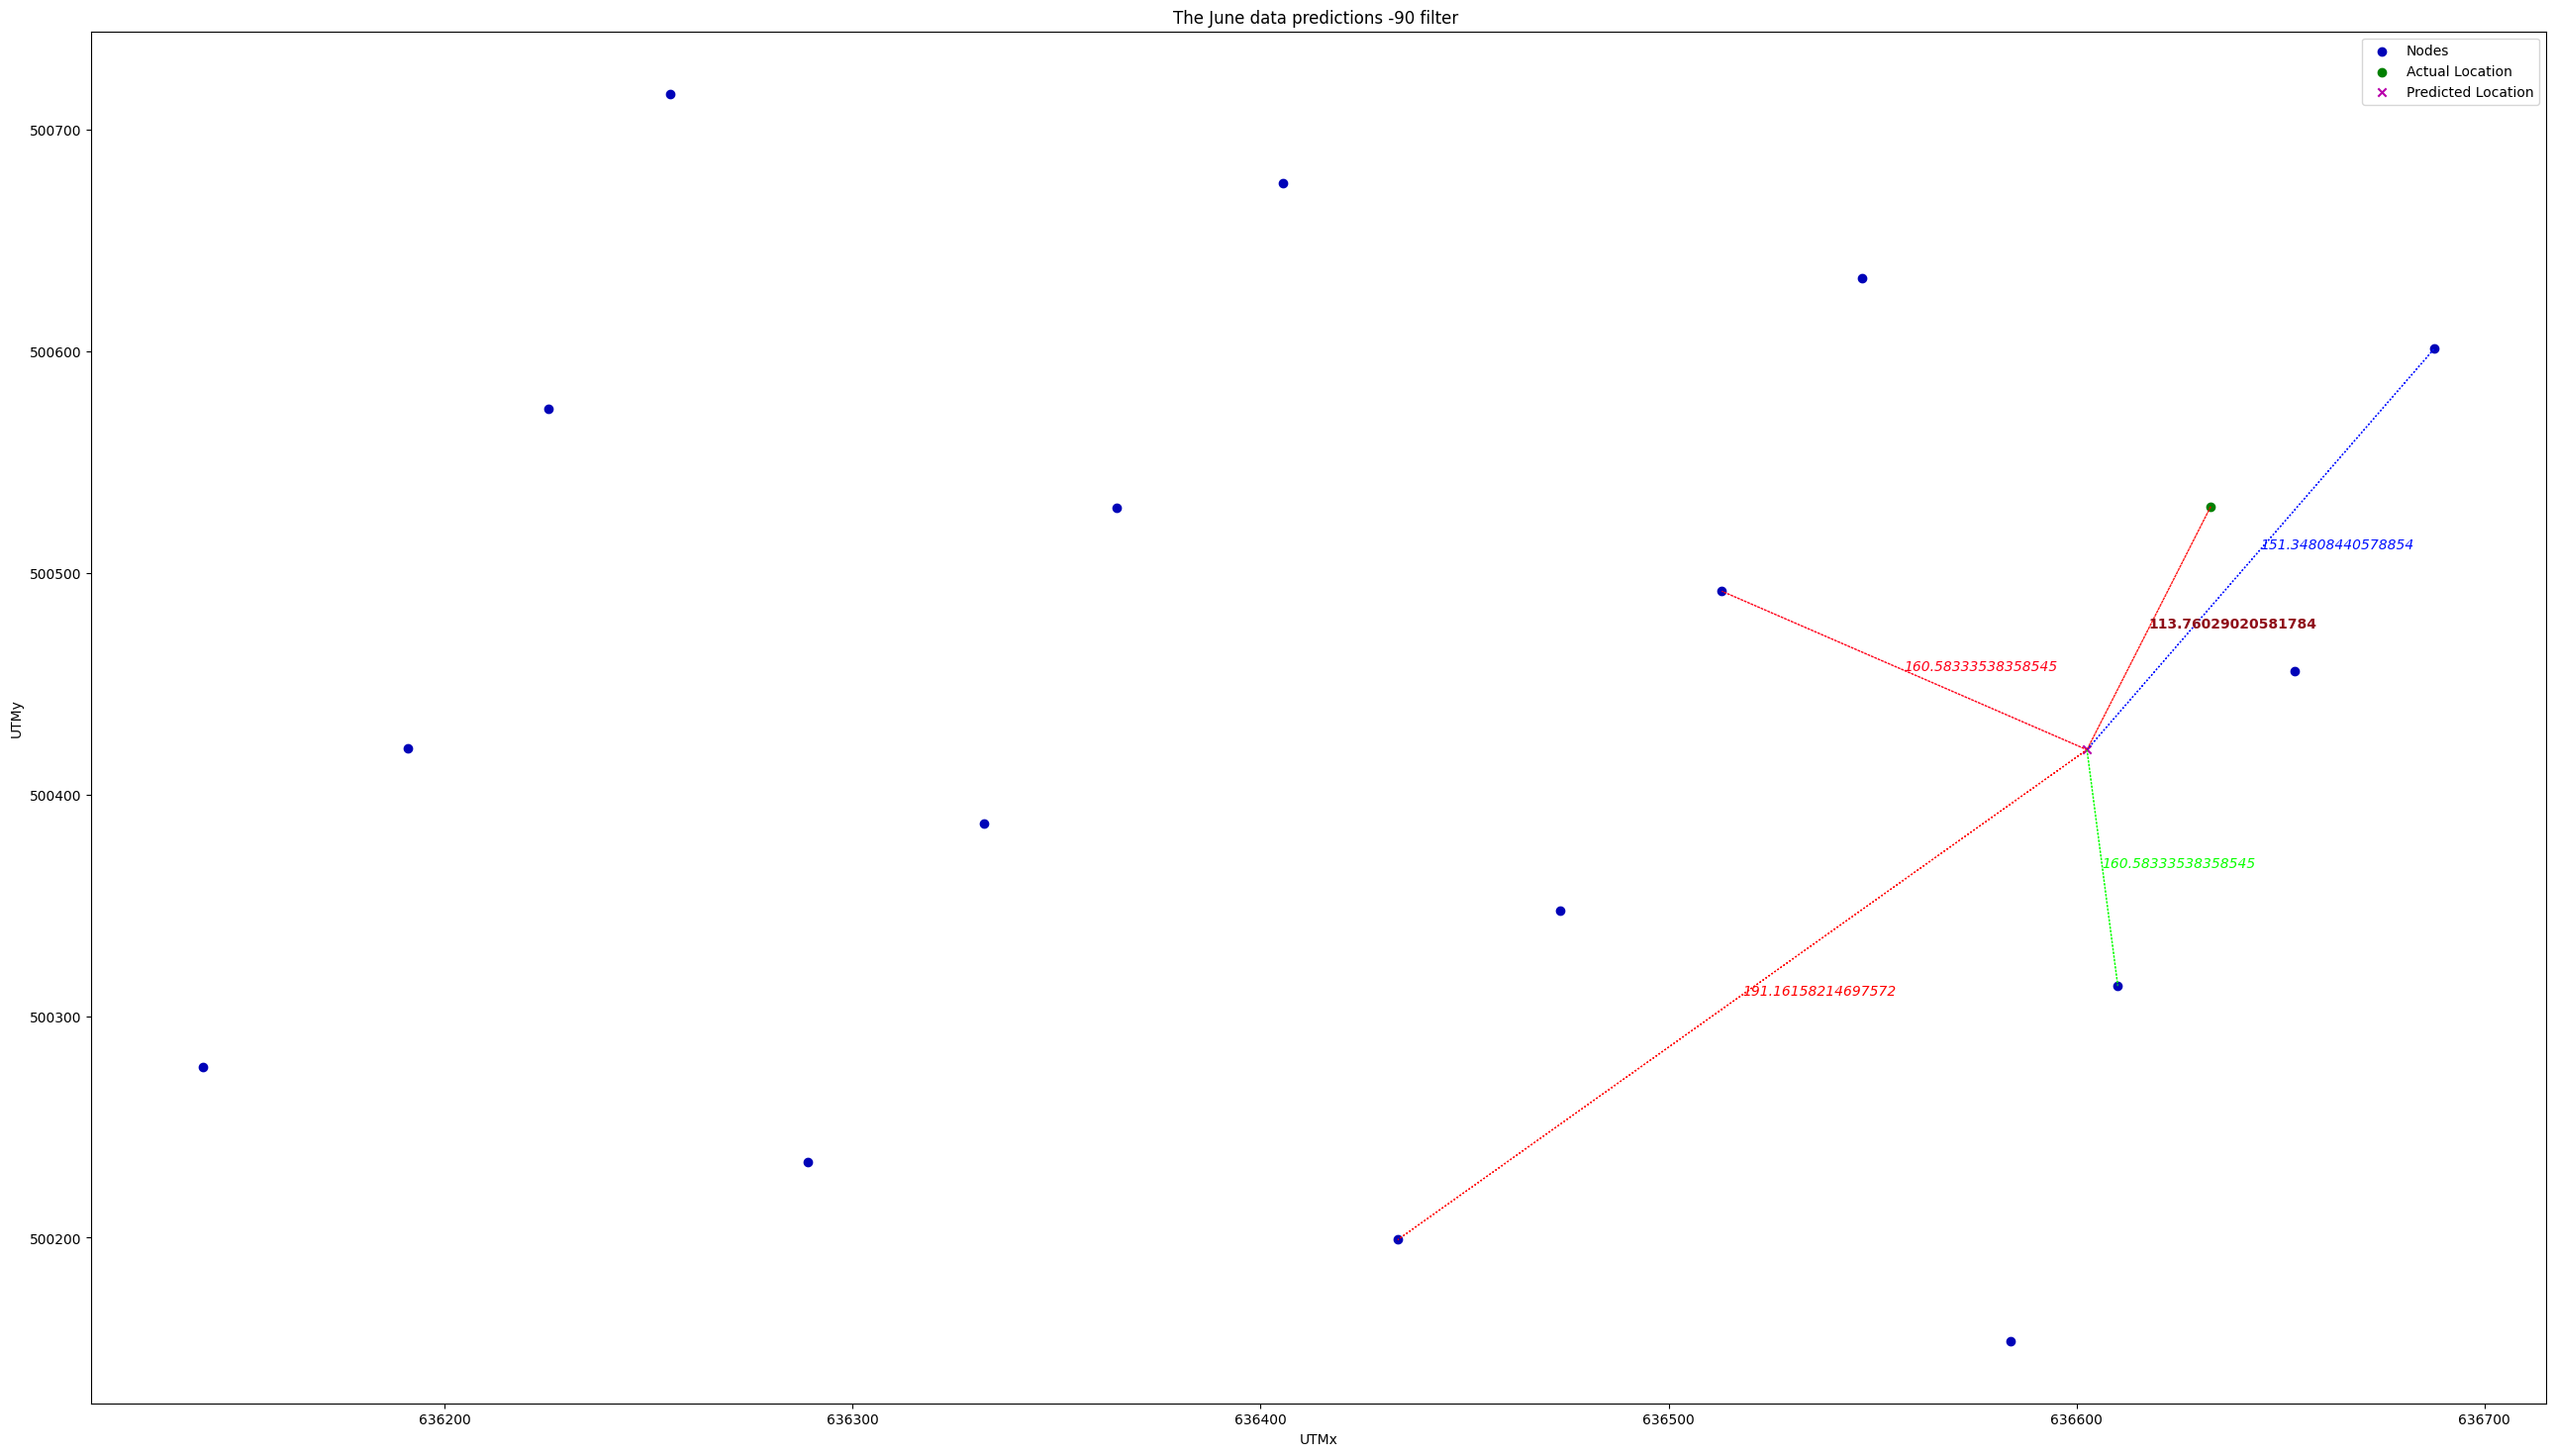 The June data predictions -90 filter
Nodes
Actual Location
Predicted Location
500700
500600
500500
500400
500300
500200
UTMy
151.34808440578854
113.76029020581784
160.58333538358545
160.58333538358545
191.16158214697572
636200
636300
636400
636500
636600
636700
UTMx